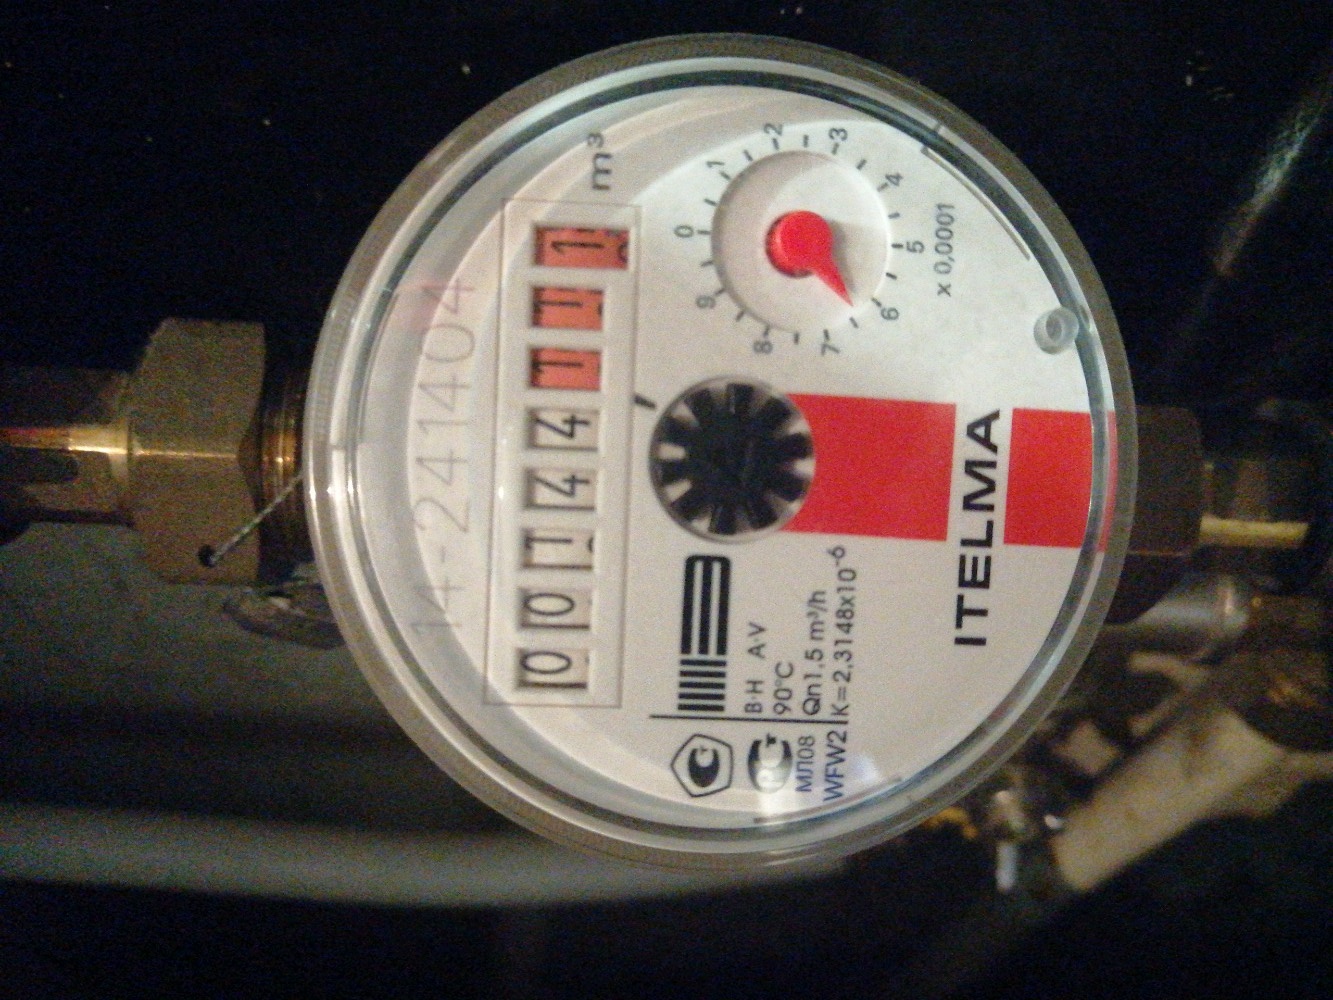 14-241404
00144111
m³
0
1
2
3
4
5
6
7
8
9
x 0,0001
B·H A·V
90°C
Qn1,5 m³/h
K=2,3148x10⁻⁶
МЛ08
WFW2
ITELMA